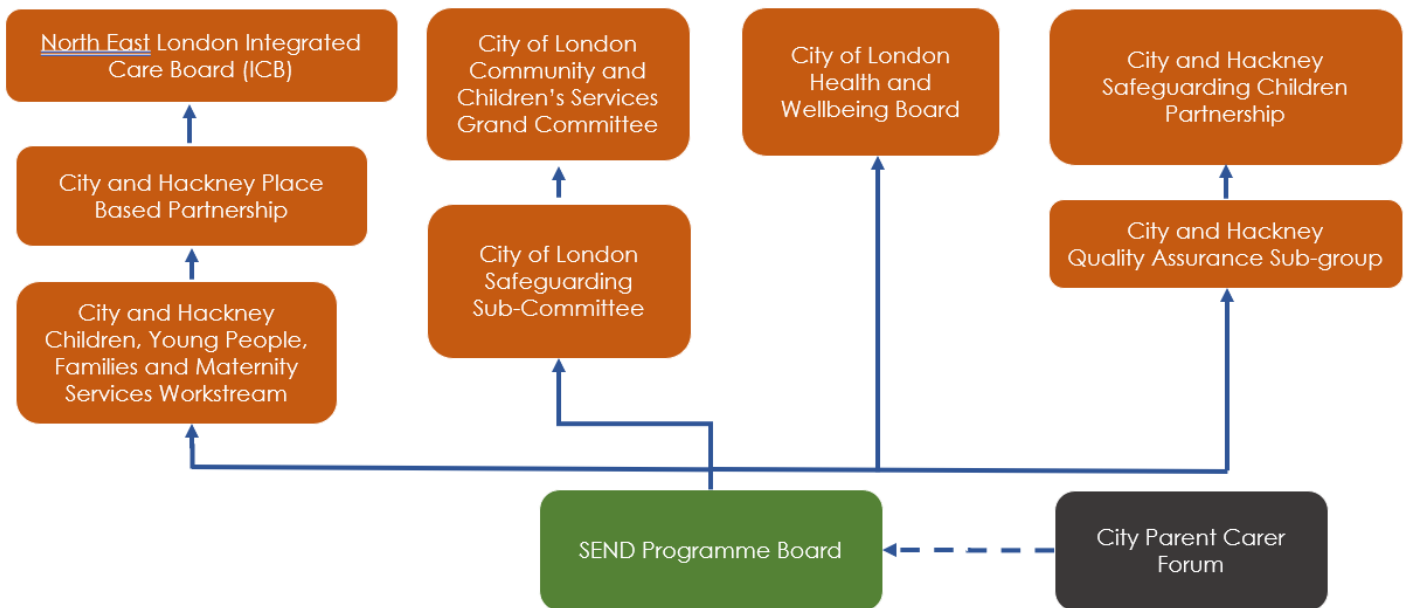 North East London Integrated
Care Board (ICB)
City of London
Community and
Children’s Services
Grand Committee
City of London
Health and
Wellbeing Board
City and Hackney
Safeguarding Children
Partnership
City and Hackney Place
Based Partnership
City of London
Safeguarding
Sub-Committee
City and Hackney
Quality Assurance Sub-group
City and Hackney
Children, Young People,
Families and Maternity
Services Workstream
SEND Programme Board
City Parent Carer
Forum